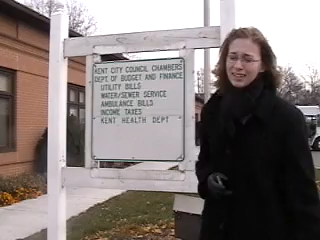 KENT CITY COUNCIL CHAMBERS
DEPT. OF BUDGET AND FINANCE
UTILITY BILLS
WATER/SEWER SERVICE
AMBULANCE BILLS
INCOME TAXES
KENT HEALTH DEPT